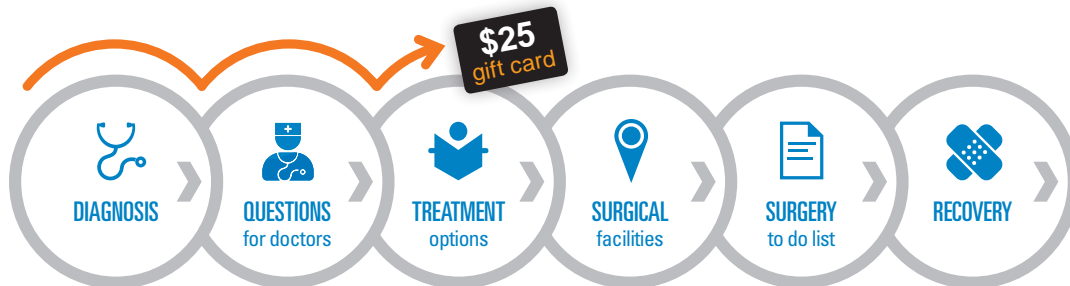 $25
gift card
DIAGNOSIS
QUESTIONS
for doctors
TREATMENT
options
SURGICAL
facilities
SURGERY
to do list
RECOVERY